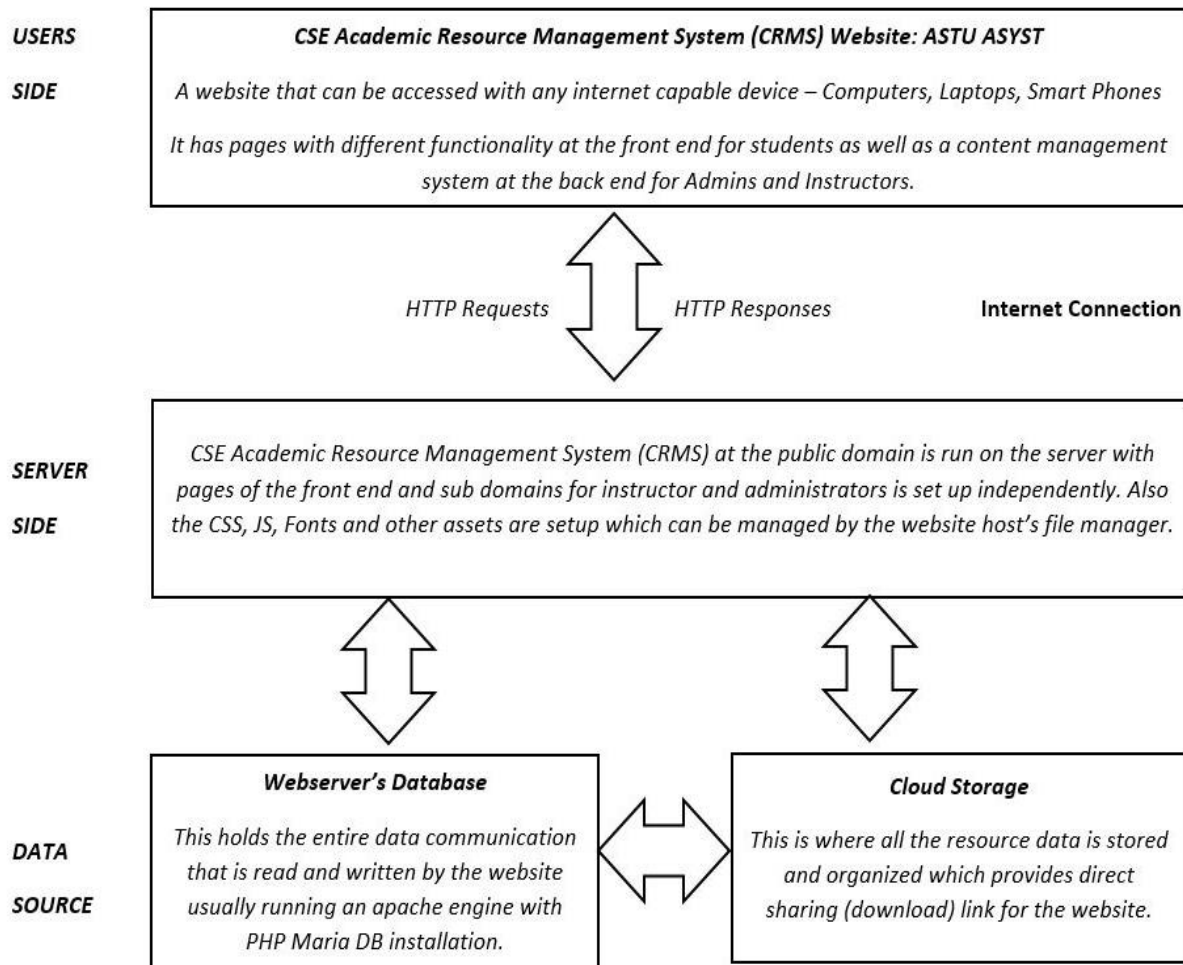 USERS
SIDE
CSE Academic Resource Management System (CRMS) Website: ASTU ASYST
A website that can be accessed with any internet capable device – Computers, Laptops, Smart Phones
It has pages with different functionality at the front end for students as well as a content management
system at the back end for Admins and Instructors.
HTTP Requests
HTTP Responses
Internet Connection
SERVER
SIDE
CSE Academic Resource Management System (CRMS) at the public domain is run on the server with
pages of the front end and sub domains for instructor and administrators is set up independently. Also
the CSS, JS, Fonts and other assets are setup which can be managed by the website host’s file manager.
DATA
SOURCE
Webserver’s Database
This holds the entire data communication
that is read and written by the website
usually running an apache engine with
PHP Maria DB installation.
Cloud Storage
This is where all the resource data is stored
and organized which provides direct
sharing (download) link for the website.